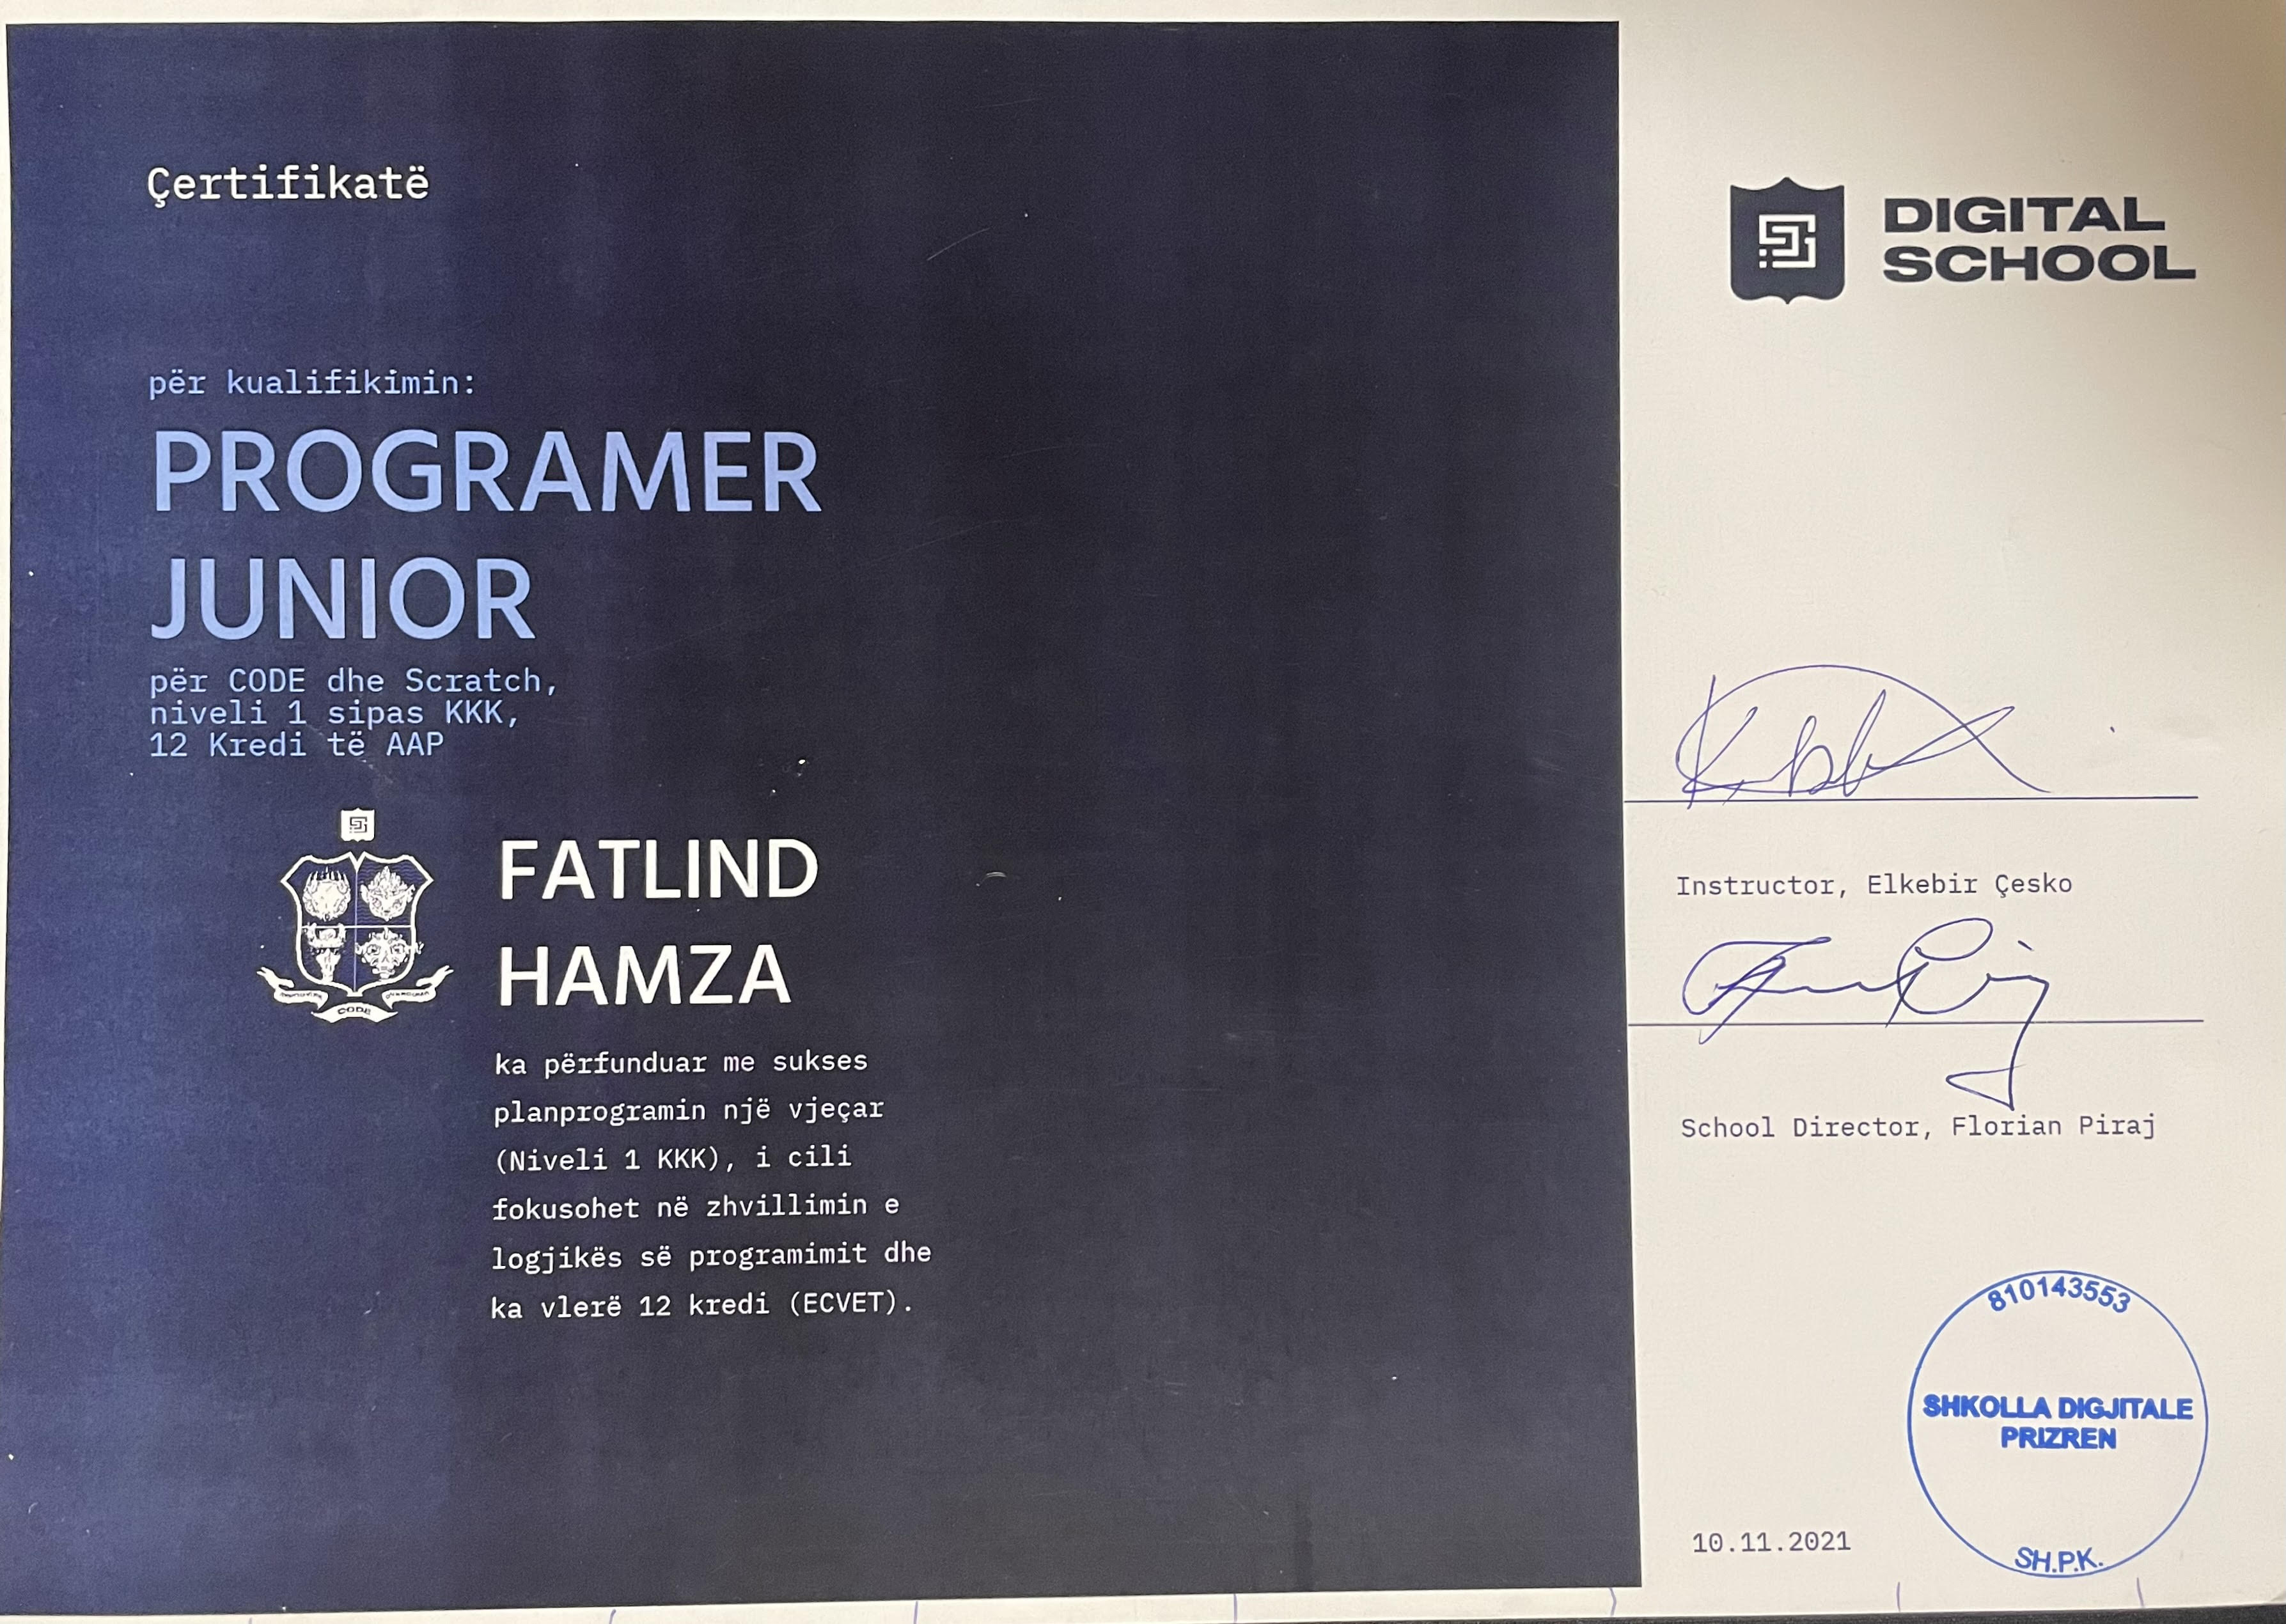 Çertifikatë
për kualifikimin:
PROGRAMER
JUNIOR
për CODE dhe Scratch,
niveli 1 sipas KKK,
12 Kredi të AAP
CODE
FATLIND
HAMZA
ka përfunduar me sukses
planprogramin një vjeçar
(Niveli 1 KKK), i cili
fokusohet në zhvillimin e
logjikës së programimit dhe
ka vlerë 12 kredi (ECVET).
DIGITAL
SCHOOL
Instructor, Elkebir Çesko
School Director, Florian Piraj
810143553
SHKOLLA DIGJITALE
PRIZREN
SH.P.K.
10.11.2021